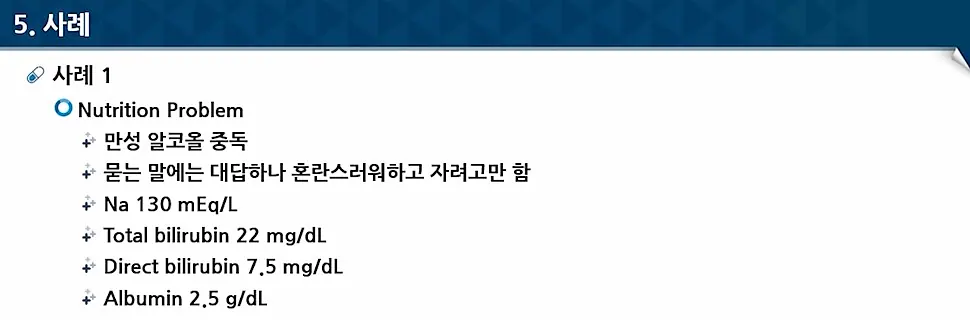 5. 사례
사례 1
Nutrition Problem
만성 알코올 중독
묻는 말에는 대답하나 혼란스러워하고 자려고만 함
Na 130 mEq/L
Total bilirubin 22 mg/dL
Direct bilirubin 7.5 mg/dL
Albumin 2.5 g/dL